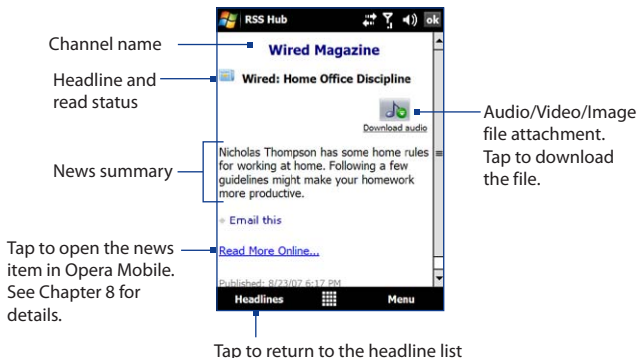 RSS Hub
ok
Channel name
Wired Magazine
Headline and
read status
Wired: Home Office Discipline
Download audio
Audio/Video/Image
file attachment.
Tap to download
the file.
News summary
Nicholas Thompson has some home rules
for working at home. Following a few
guidelines might make your homework
more productive.
Email this
Tap to open the news
item in Opera Mobile.
See Chapter 8 for
details.
Read More Online...
Published: 8/23/07 6:17 PM
Headlines
Menu
Tap to return to the headline list